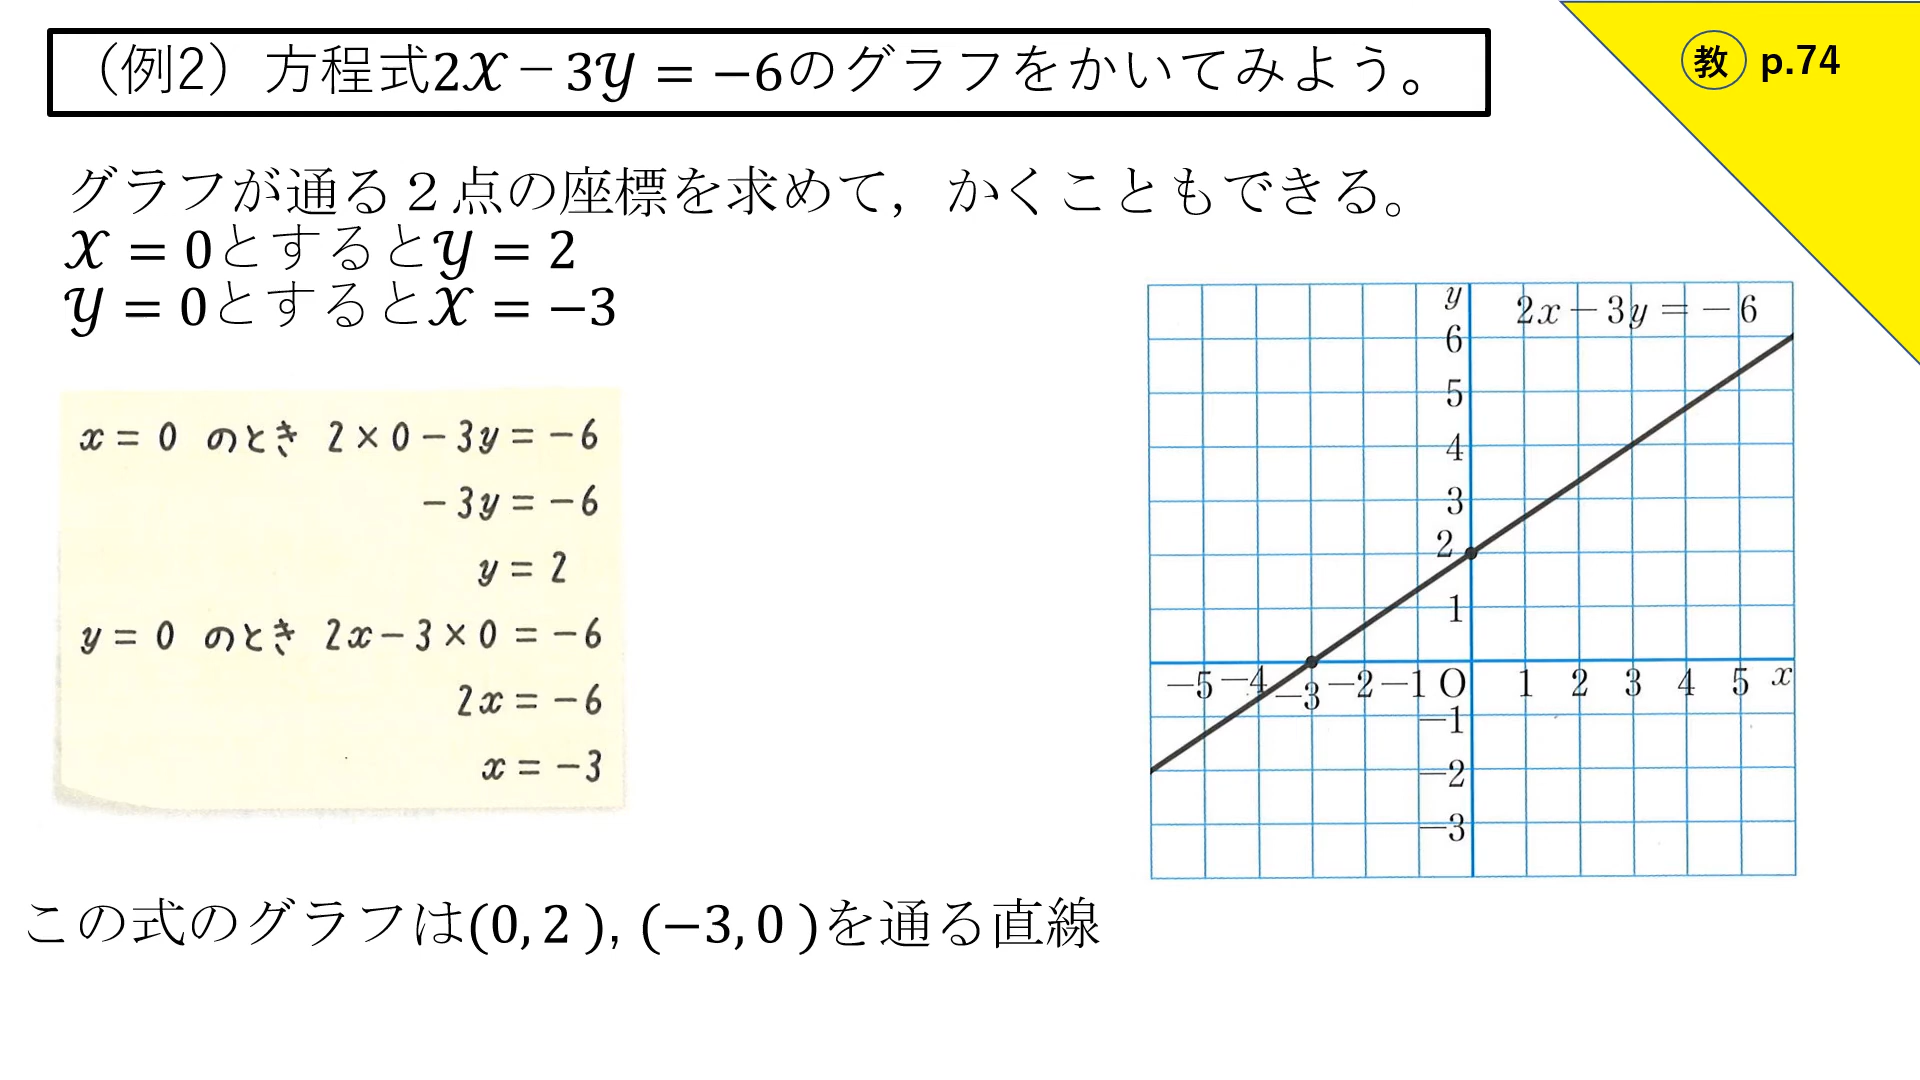 （例2）方程式2x－3y = −6のグラフをかいてみよう。
教 p.74
グラフが通る２点の座標を求めて，かくこともできる。
x = 0とするとy = 2
y = 0とするとx = −3
x = 0 のとき 2×0－3y = −6
－3y = −6
y = 2
y = 0 のとき 2x－3×0 = −6
2x = −6
x = −3
y
2x－3y = −6
6
5
4
3
2
1
−5 −4 −3 −2 −1 O 1 2 3 4 5 x
−1
−2
−3
この式のグラフは(0, 2 ), (−3, 0 )を通る直線